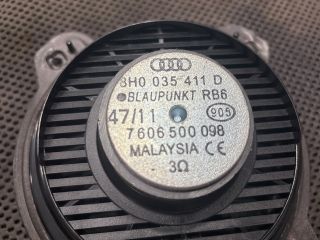 8H0 035 411 D
BLAUPUNKT RB6
47/11 905
7 606 500 098
MALAYSIA CE
3Ω